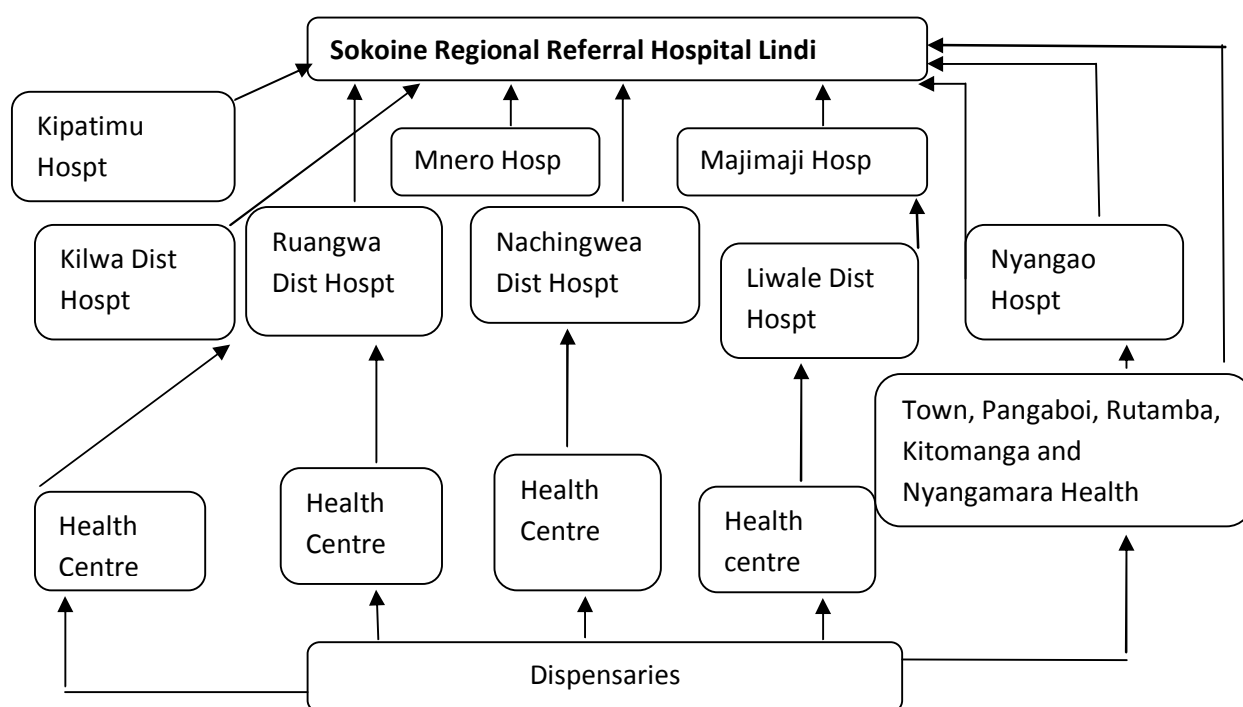 Sokoine Regional Referral Hospital Lindi
Kipatimu
Hospt
Mnero Hosp
Majimaji Hosp
Kilwa Dist
Hospt
Ruangwa
Dist Hospt
Nachingwea
Dist Hospt
Liwale Dist
Hospt
Nyangao
Hospt
Town, Pangaboi, Rutamba,
Kitomanga and
Nyangamara Health
Health
Centre
Health
Centre
Health
Centre
Health
centre
Dispensaries